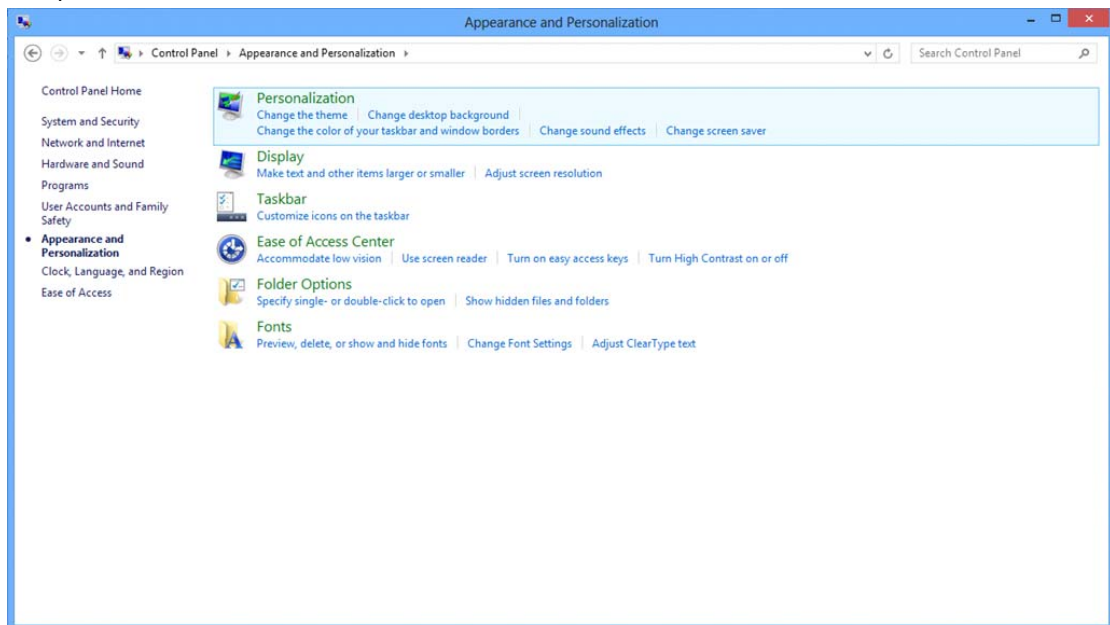 Appearance and Personalization
Control Panel Appearance and Personalization
Search Control Panel
Control Panel Home
System and Security
Network and Internet
Hardware and Sound
Programs
User Accounts and Family
Safety
Appearance and
Personalization
Clock, Language, and Region
Ease of Access
Personalization
Change the theme Change desktop background
Change the color of your taskbar and window borders Change sound effects Change screen saver
Display
Make text and other items larger or smaller Adjust screen resolution
Taskbar
Customize icons on the taskbar
Ease of Access Center
Accommodate low vision Use screen reader Turn on easy access keys Turn High Contrast on or off
Folder Options
Specify single- or double-click to open Show hidden files and folders
Fonts
Preview, delete, or show and hide fonts Change Font Settings Adjust ClearType text